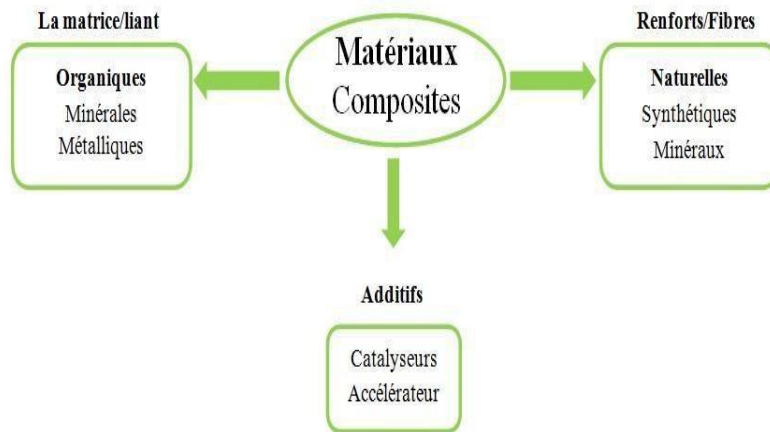 La matrice/liant
Organiques
Minérales
Métalliques
Matériaux
Composites
Renforts/Fibres
Naturelles
Synthétiques
Minéraux
Additifs
Catalyseurs
Accélérateur